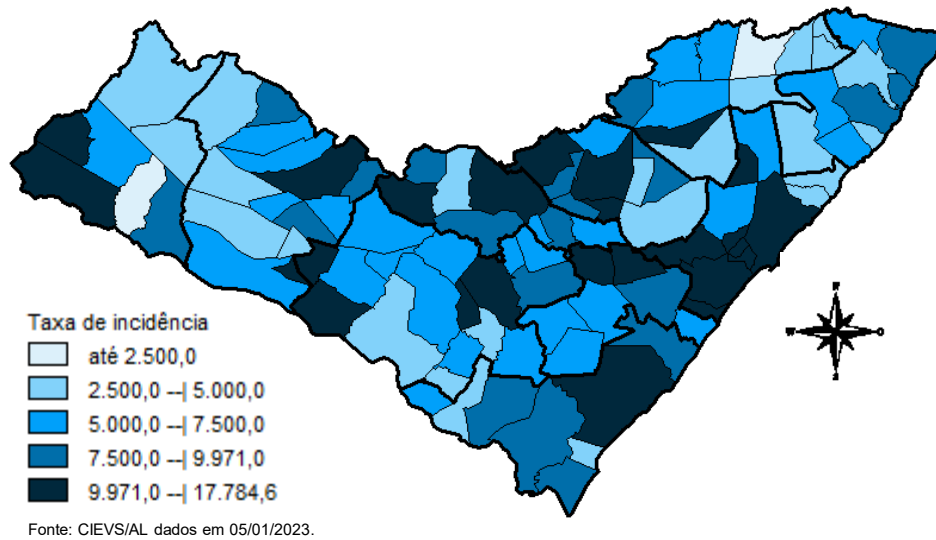 Taxa de incidência
até 2.500,0
2.500,0 --| 5.000,0
5.000,0 --| 7.500,0
7.500,0 --| 9.971,0
9.971,0 --| 17.784,6
Fonte: CIEVS/AL dados em 05/01/2023.